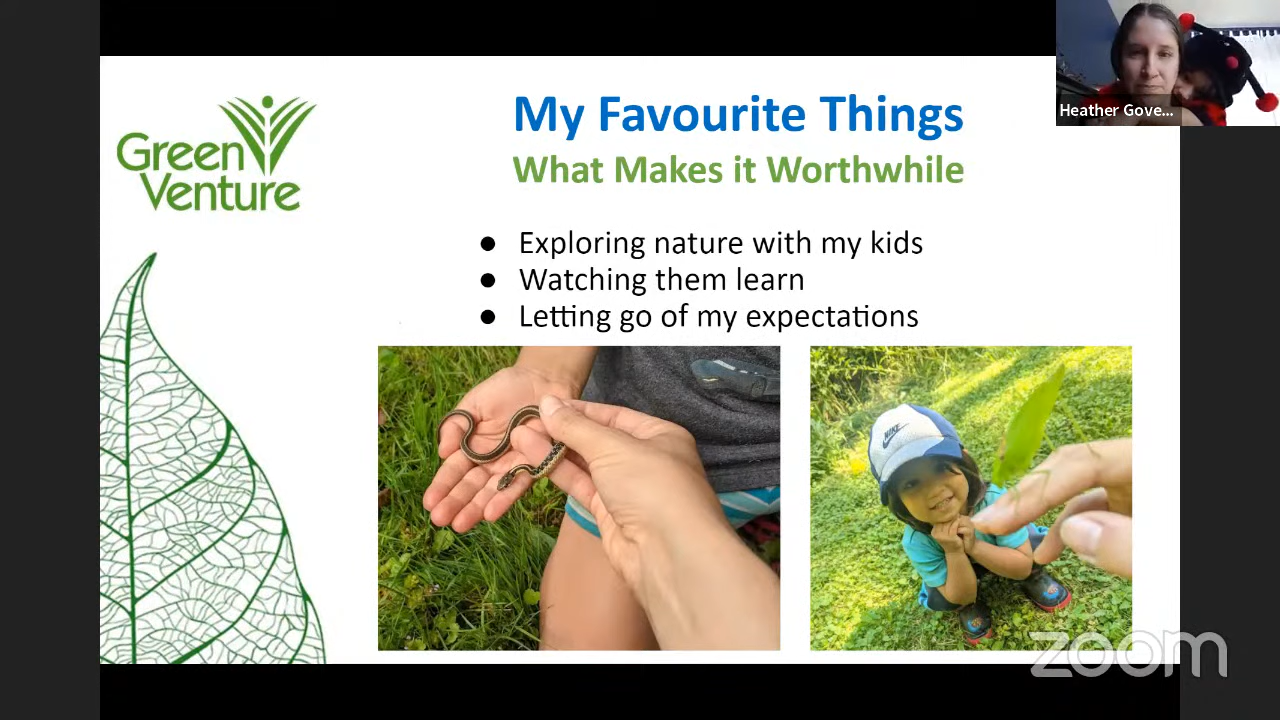 Green
Venture
My Favourite Things
What Makes it Worthwhile
● Exploring nature with my kids
● Watching them learn
● Letting go of my expectations
Heather Gove...
NIKE
zoom